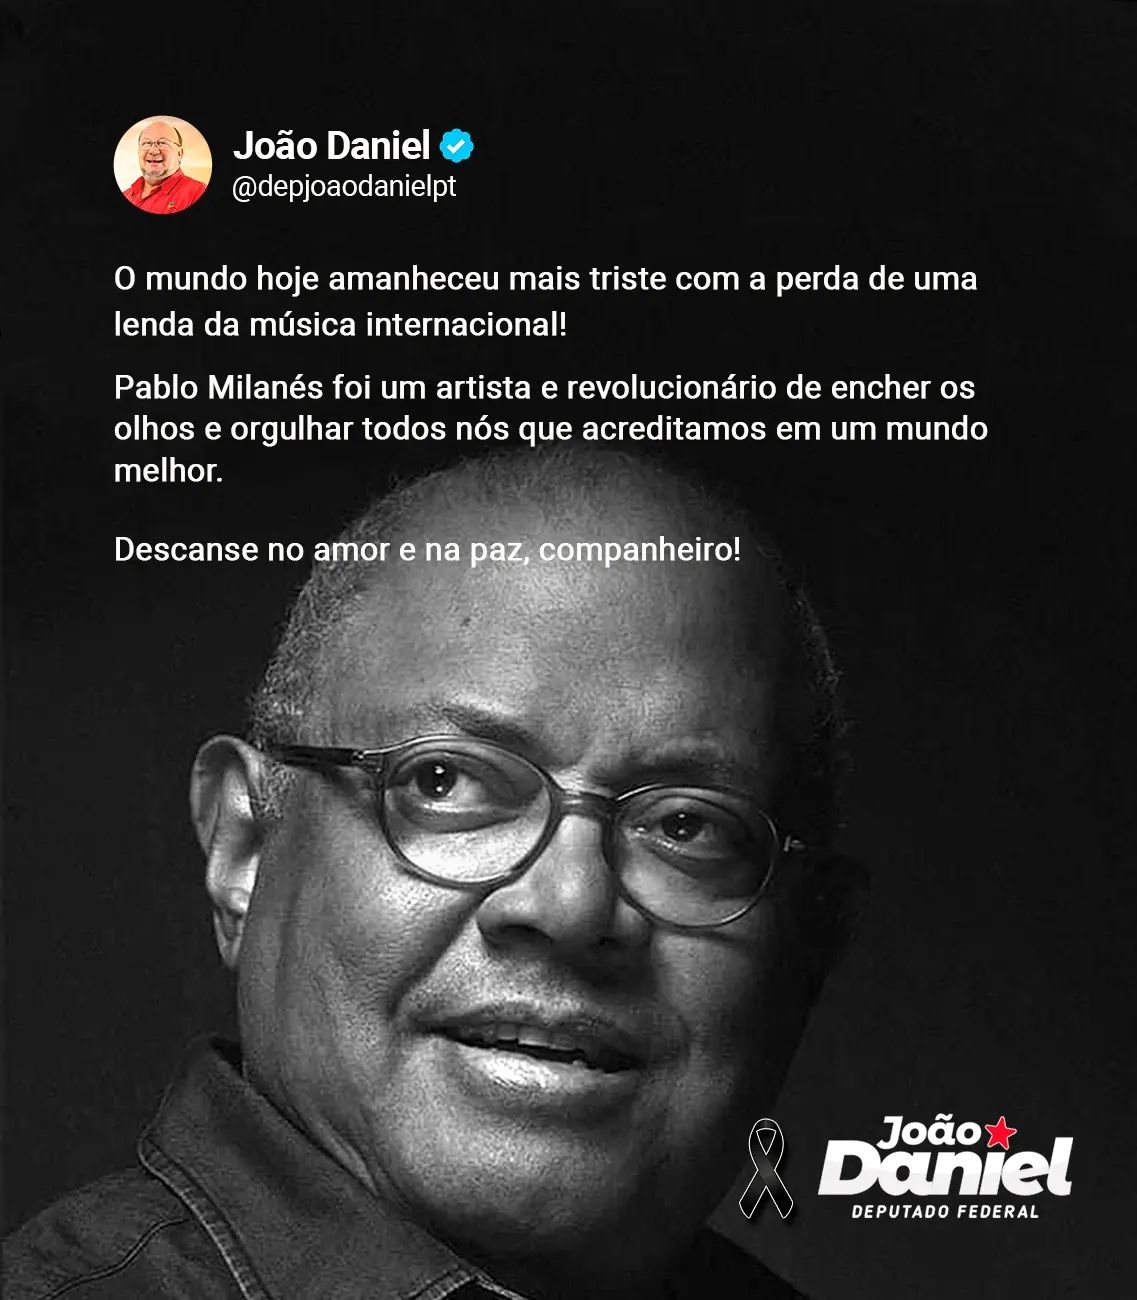 João Daniel
@depjoaodanielpt
O mundo hoje amanheceu mais triste com a perda de uma
lenda da música internacional!
Pablo Milanés foi um artista e revolucionário de encher os
olhos e orgulhar todos nós que acreditamos em um mundo
melhor.
Descanse no amor e na paz, companheiro!
João
Daniel
DEPUTADO FEDERAL